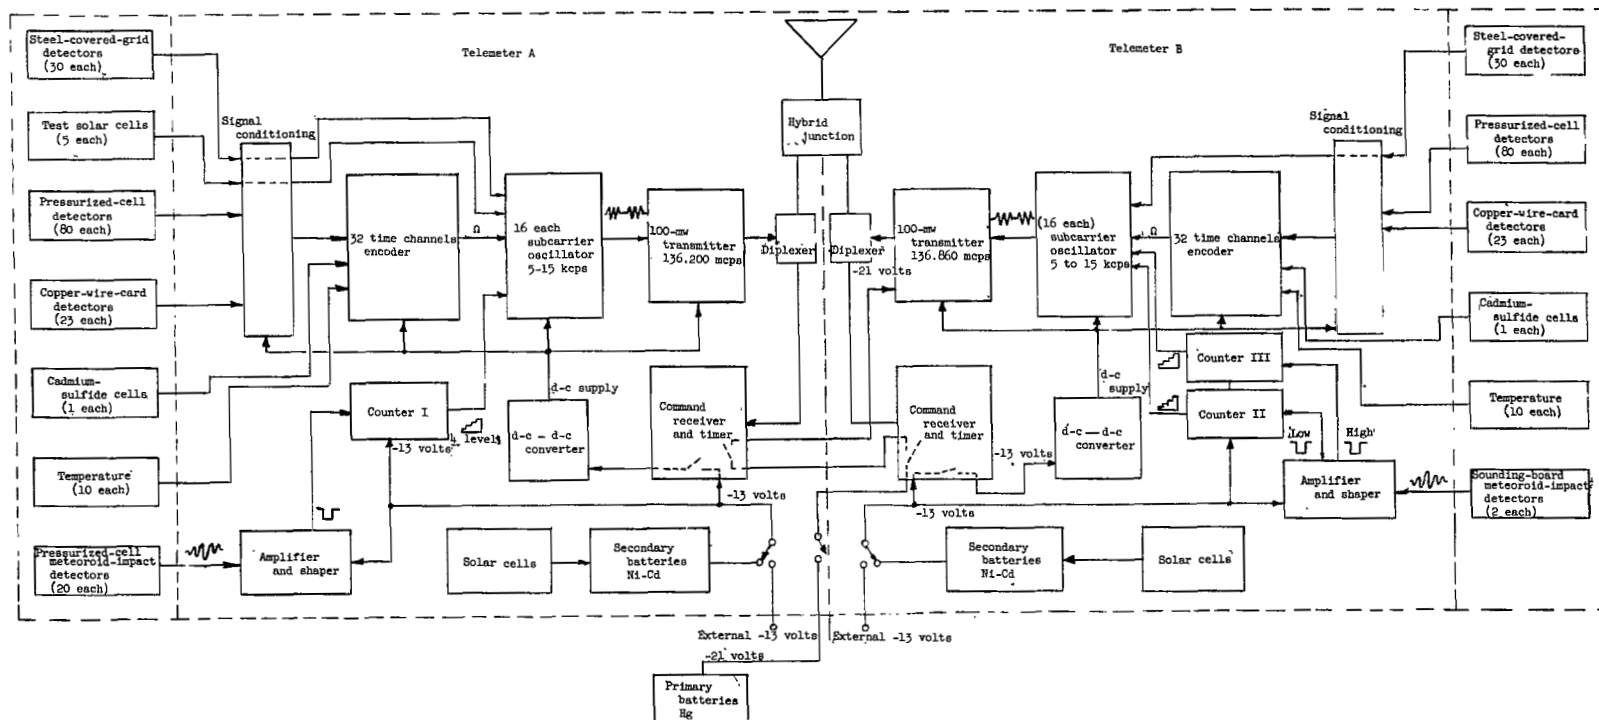 Telemeter A
Telemeter B
Steel-covered-grid
detectors
(30 each)
Test solar cells
(5 each)
Pressurized-cell
detectors
(80 each)
Copper-wire-card
detectors
(23 each)
Cadmium-
sulfide cells
(1 each)
Temperature
(10 each)
Pressurized-cell
meteoroid-impact
detectors
(20 each)
Signal
conditioning
32 time channels
encoder
Ω
16 each
subcarrier
oscillator
5-15 kcps
100-mw
transmitter
136.200 mcps
Hybrid
junction
Diplexer
Diplexer
-21 volts
100-mw
transmitter
136.860 mcps
(16 each)
subcarrier
oscillator
5 to 15 kcps
Ω
32 time channels
encoder
Signal
conditioning
Steel-covered-
grid detectors
(30 each)
Pressurized-cell
detectors
(80 each)
Copper-wire-card
detectors
(23 each)
Cadmium-
sulfide cells
(1 each)
Temperature
(10 each)
Sounding-board
meteoroid-impact
detectors
(2 each)
Counter I
-13 volts
4 levels
d-c supply
d-c – d-c
converter
Command
receiver
and timer
-13 volts
Command
receiver
and timer
-13 volts
-13 volts
d-c
supply
d-c — d-c
converter
Counter III
Counter II
Low
High
Amplifier
and shaper
Amplifier
and shaper
Solar cells
Secondary
batteries
Ni-Cd
Secondary
batteries
Ni-Cd
Solar cells
External -13 volts
External -13 volts
-21 volts
Primary
batteries
Hg